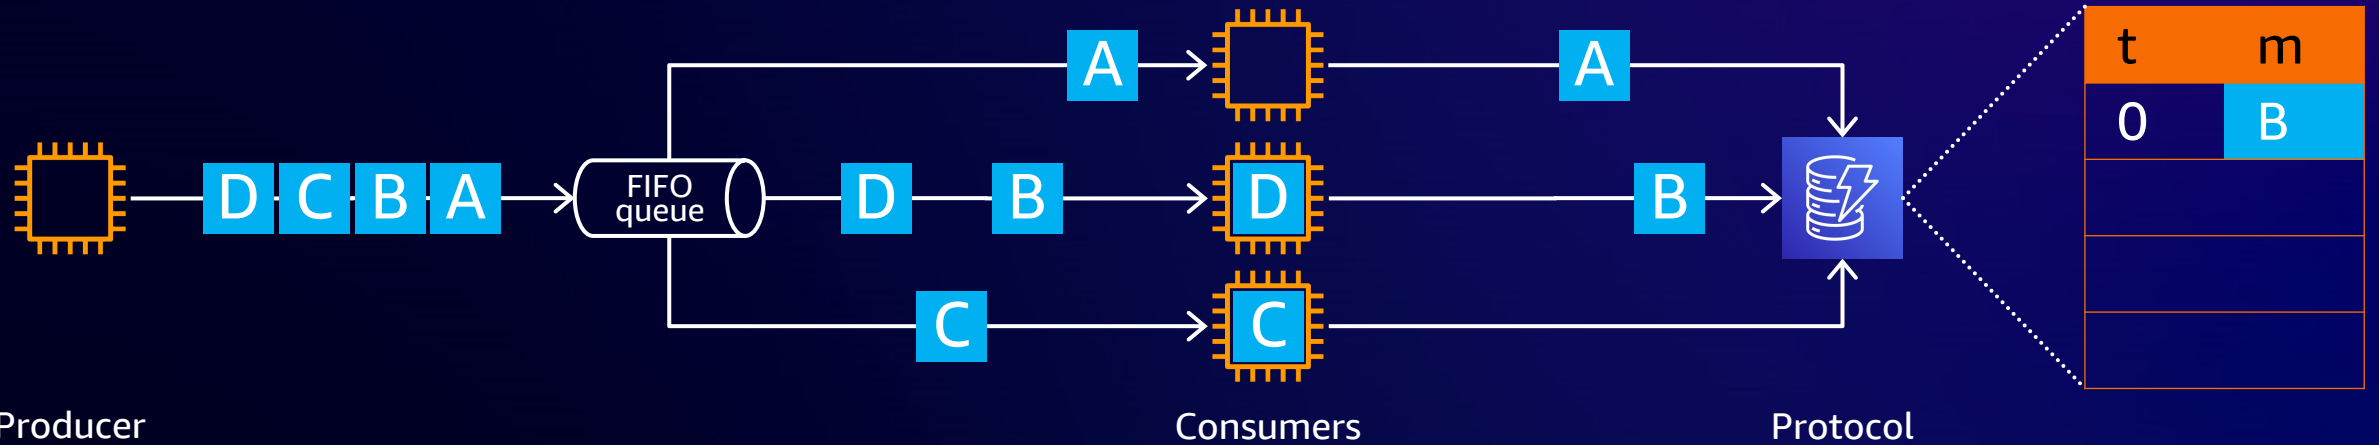 t m
A A
0 B
D C B A FIFO queue D B D B
C C
Producer Consumers Protocol